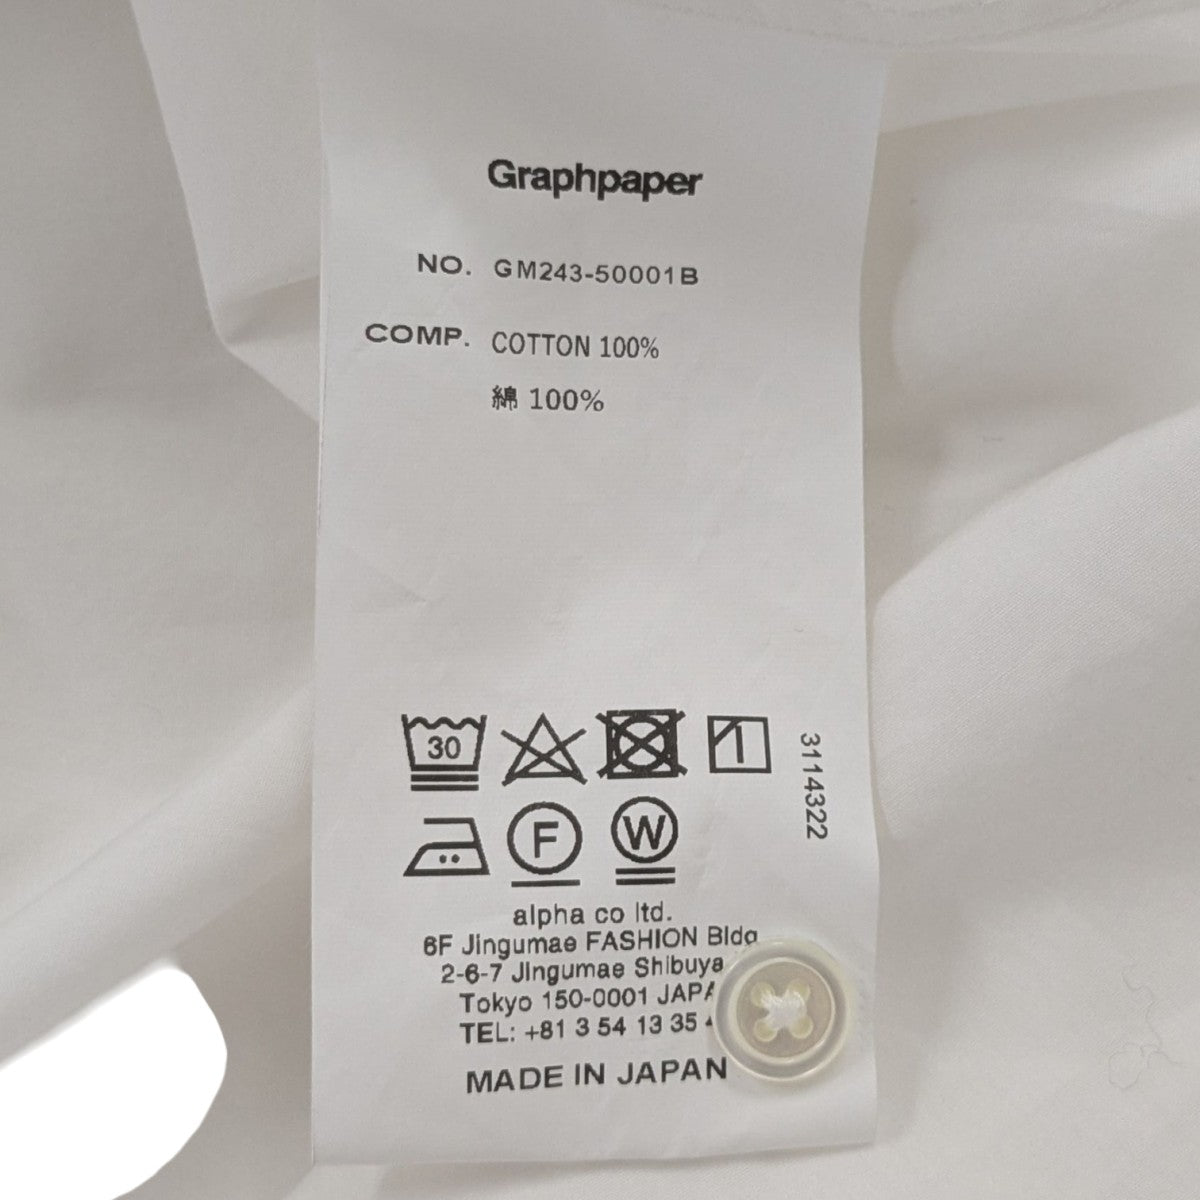 Graphpaper
NO. GM243-50001B
COMP. COTTON 100%
綿 100%
30
3114322
F
W
alpha co ltd.
6F Jingumae FASHION Bldg
2-6-7 Jingumae Shibuya
Tokyo 150-0001
TEL: +81 3 54 13 35
MADE IN JAPAN